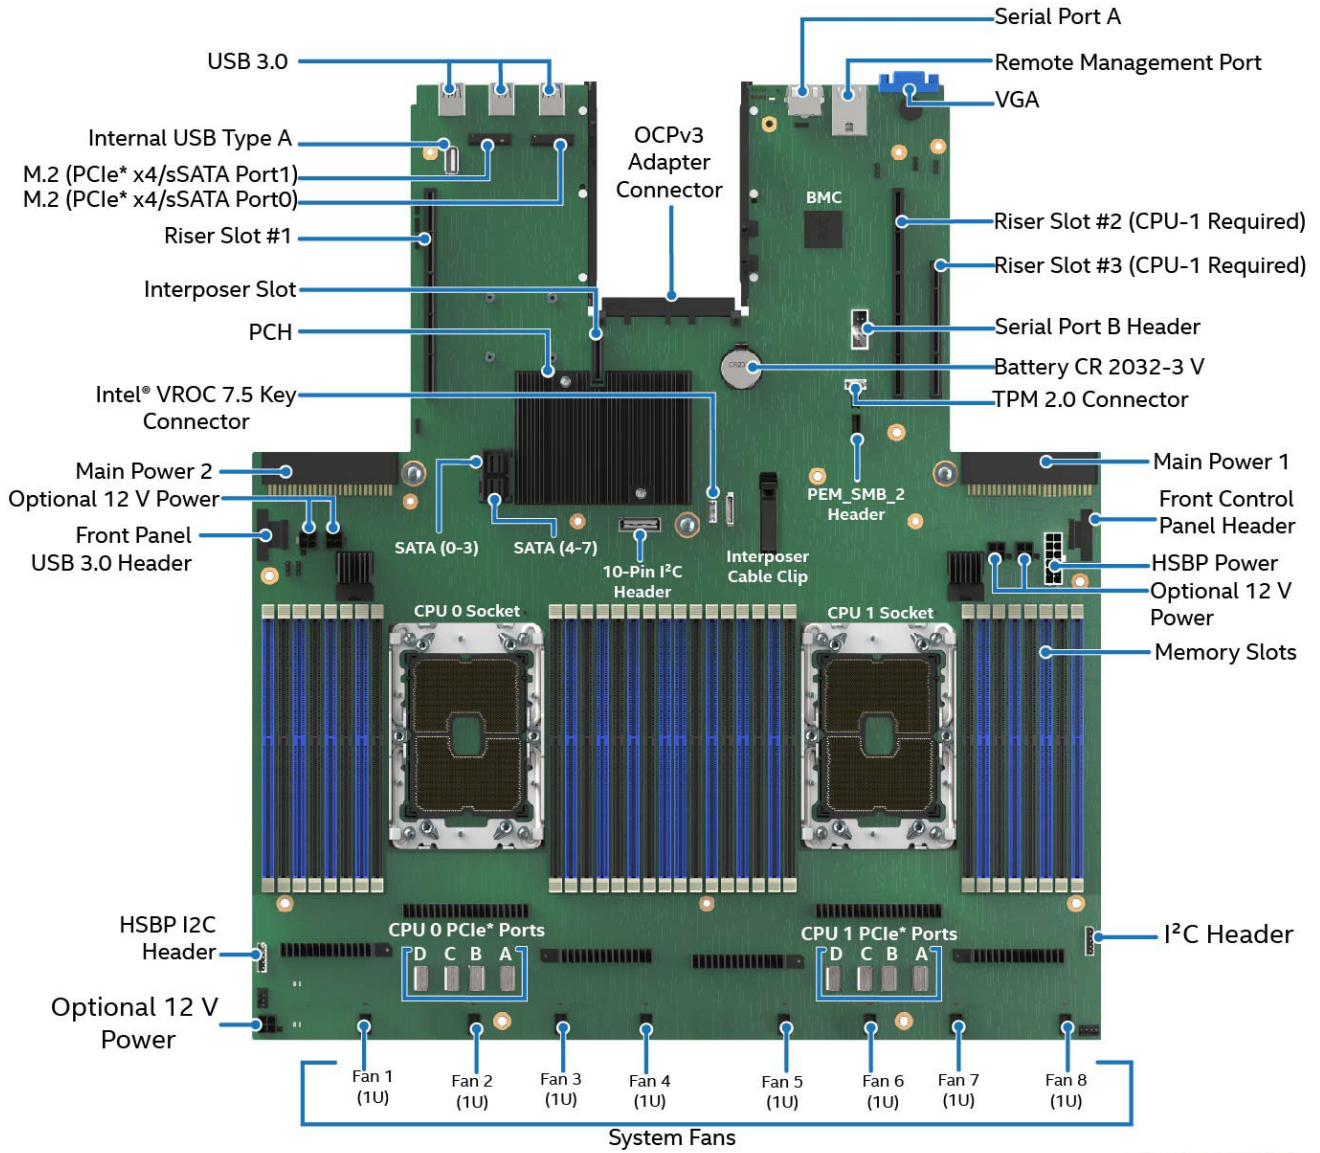 Serial Port A
USB 3.0
Remote Management Port
VGA
Internal USB Type A
OCPv3
Adapter
Connector
M.2 (PCIe* x4/sSATA Port1)
M.2 (PCIe* x4/sSATA Port0)
BMC
Riser Slot #1
Riser Slot #2 (CPU-1 Required)
Riser Slot #3 (CPU-1 Required)
Interposer Slot
PCH
Serial Port B Header
Battery CR 2032-3 V
Intel® VROC 7.5 Key
Connector
TPM 2.0 Connector
Main Power 2
Main Power 1
Optional 12 V Power
PEM_SMB_2
Header
Front Control
Panel Header
Front Panel
USB 3.0 Header
SATA (0-3)
SATA (4-7)
10-Pin I²C
Header
Interposer
Cable Clip
HSBP Power
Optional 12 V
Power
CPU 0 Socket
CPU 1 Socket
Memory Slots
HSBP I2C
Header
CPU 0 PCIe* Ports
D C B A
CPU 1 PCIe* Ports
D C B A
I²C Header
Optional 12 V
Power
Fan 1
(1U)
Fan 2
(1U)
Fan 3
(1U)
Fan 4
(1U)
Fan 5
(1U)
Fan 6
(1U)
Fan 7
(1U)
Fan 8
(1U)
System Fans